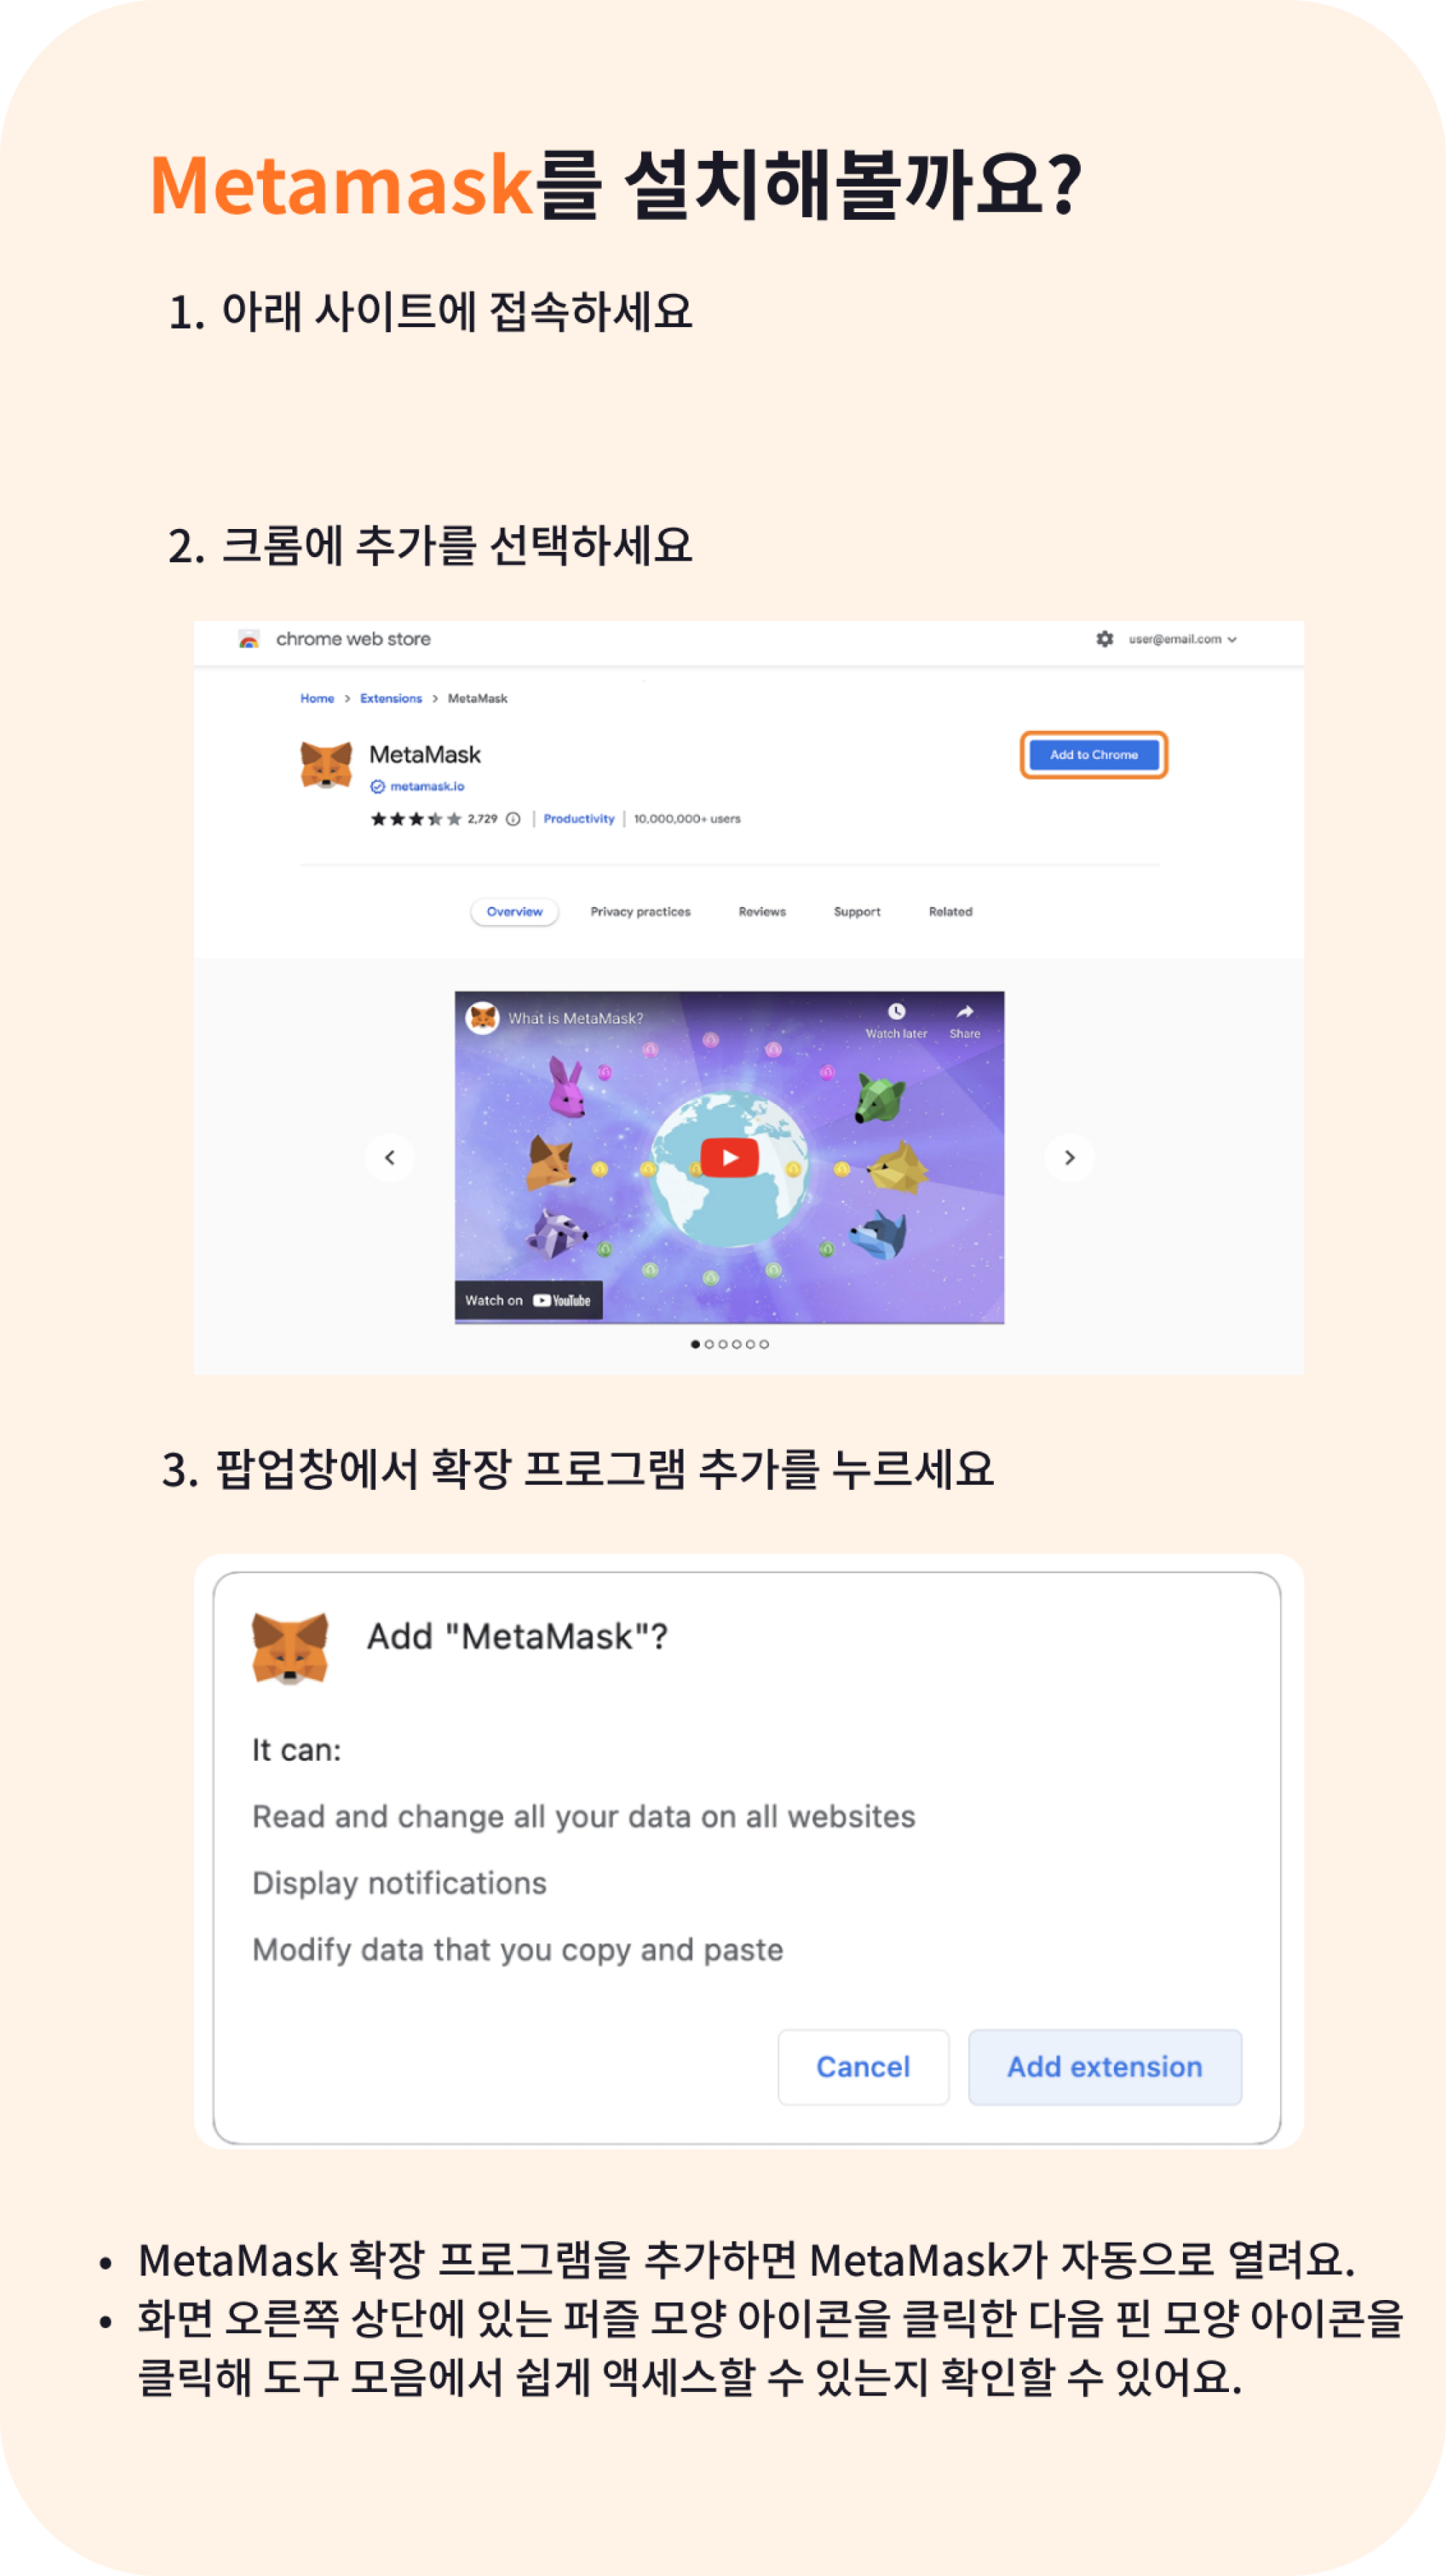 Metamask를 설치해볼까요?
1. 아래 사이트에 접속하세요
2. 크롬에 추가를 선택하세요
chrome web store
user@email.com
Home > Extensions > MetaMask
MetaMask
Add to Chrome
metamask.io
2,729 | Productivity | 10,000,000+ users
Overview Privacy practices Reviews Support Related
What is MetaMask?
Watch later Share
Watch on YouTube
3. 팝업창에서 확장 프로그램 추가를 누르세요
Add "MetaMask"?
It can:
Read and change all your data on all websites
Display notifications
Modify data that you copy and paste
Cancel Add extension
• MetaMask 확장 프로그램을 추가하면 MetaMask가 자동으로 열려요.
• 화면 오른쪽 상단에 있는 퍼즐 모양 아이콘을 클릭한 다음 핀 모양 아이콘을
클릭해 도구 모음에서 쉽게 액세스할 수 있는지 확인할 수 있어요.